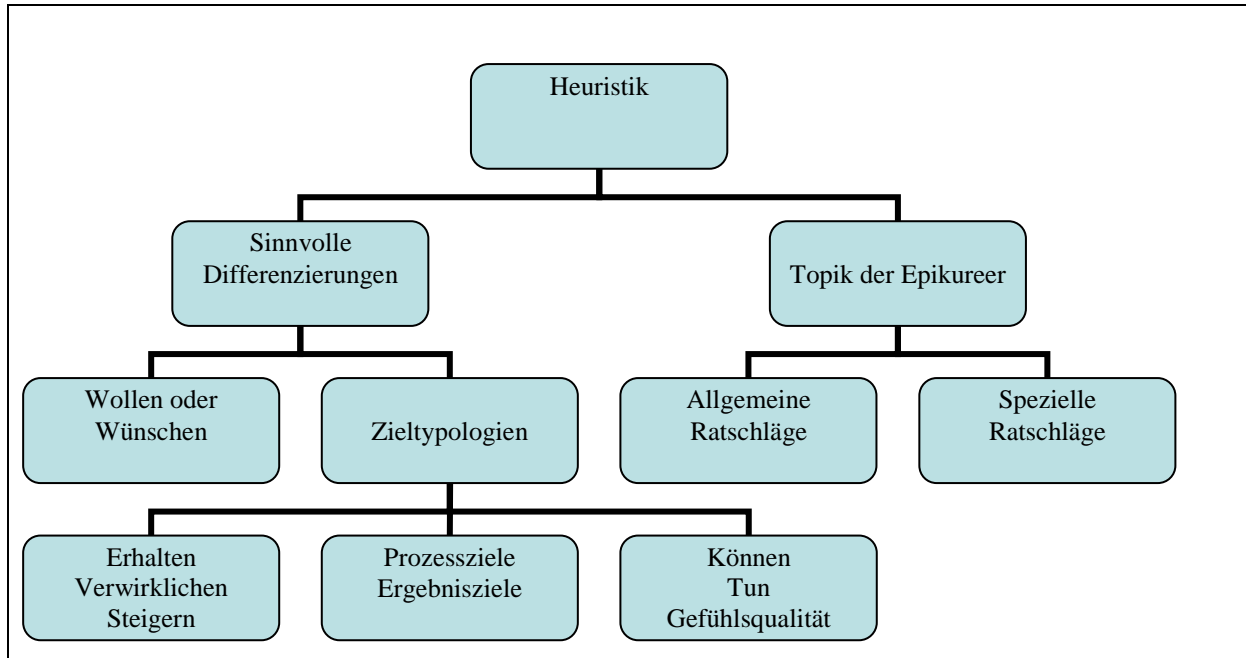 Heuristik
Sinnvolle
Differenzierungen
Topik der Epikureer
Wollen oder
Wünschen
Zieltypologien
Allgemeine
Ratschläge
Spezielle
Ratschläge
Erhalten
Verwirklichen
Steigern
Prozessziele
Ergebnisziele
Können
Tun
Gefühlsqualität